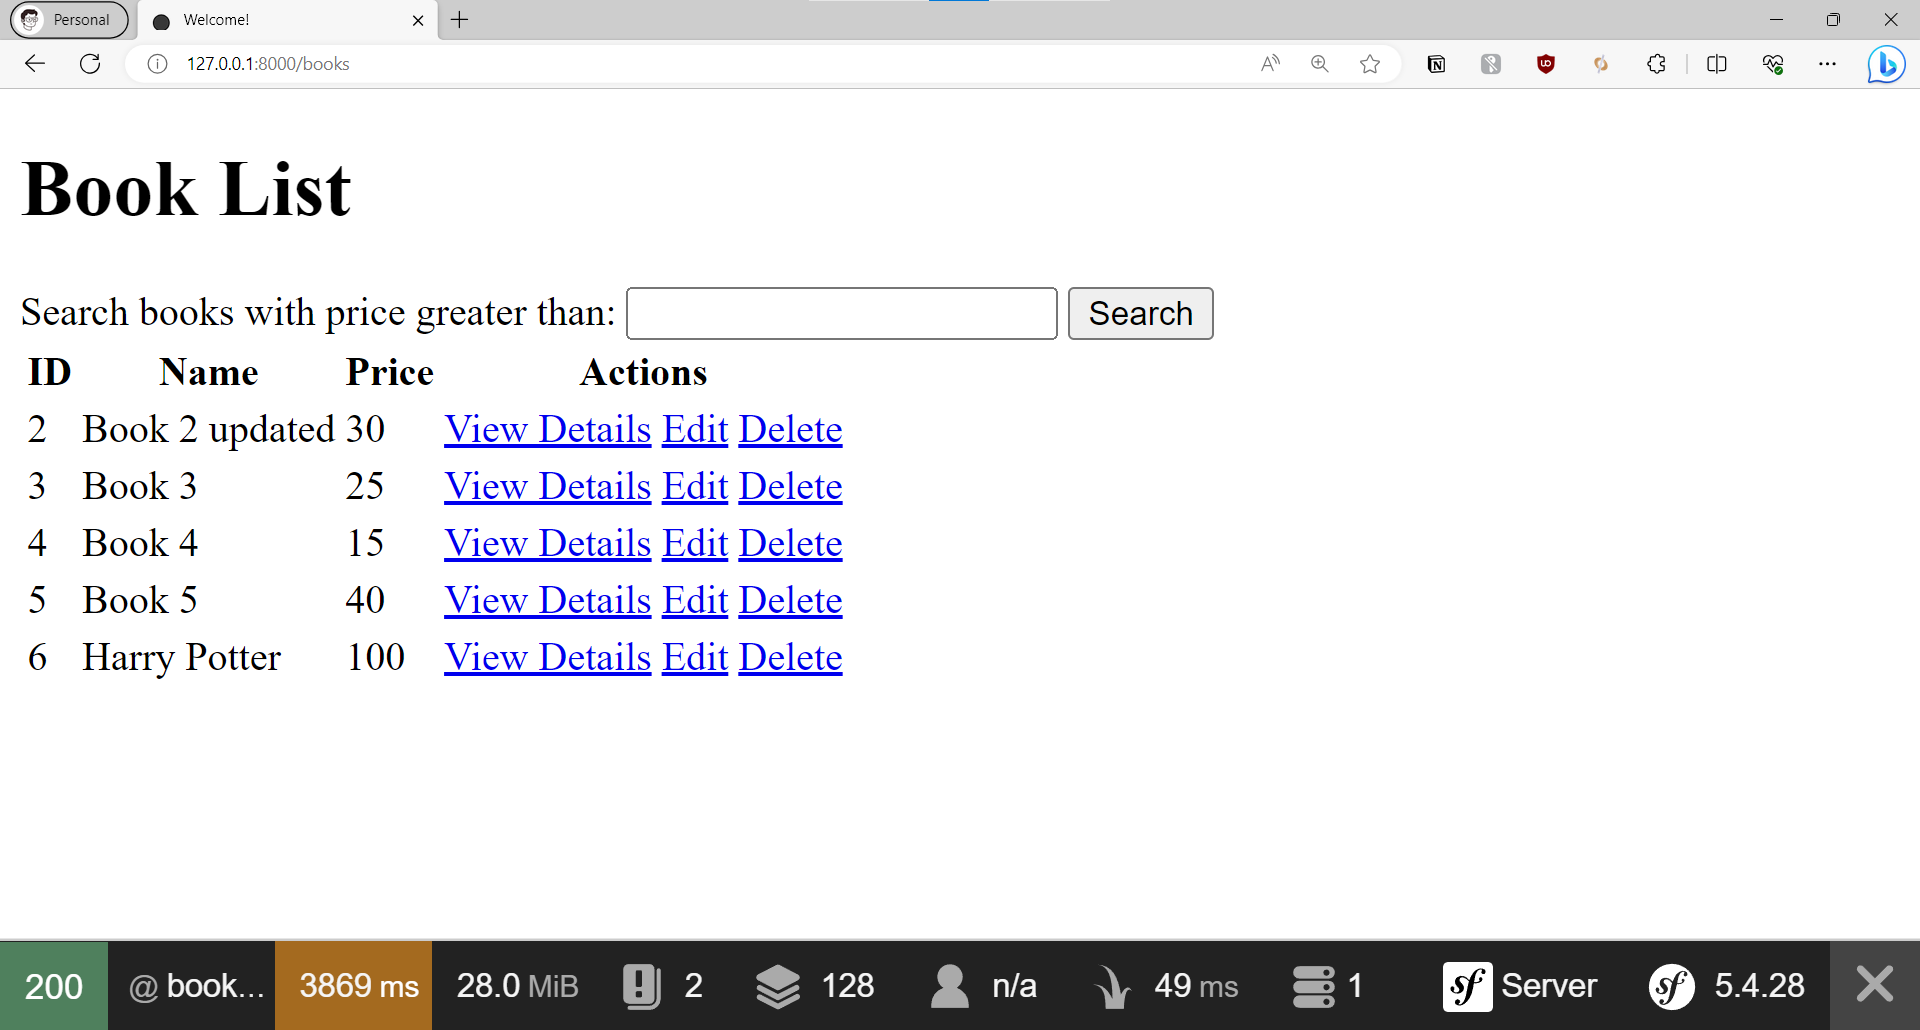 Personal
Welcome!
127.0.0.1:8000/books
Book List
Search books with price greater than: Search
ID Name Price Actions
2 Book 2 updated 30 View Details Edit Delete
3 Book 3 25 View Details Edit Delete
4 Book 4 15 View Details Edit Delete
5 Book 5 40 View Details Edit Delete
6 Harry Potter 100 View Details Edit Delete
200 @ book... 3869 ms 28.0 MiB 2 128 n/a 49 ms 1 sf Server sf 5.4.28